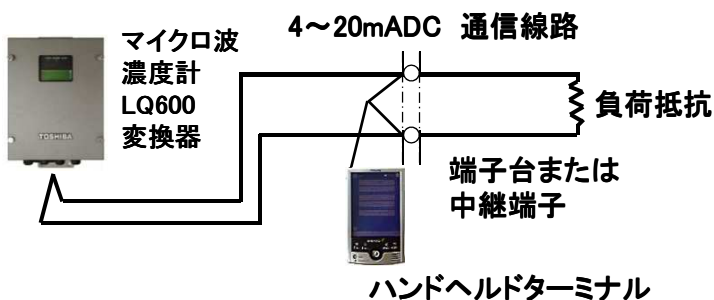 4～20mADC 通信線路
マイクロ波
濃度計
LQ600
変換器
TOSHIBA
負荷抵抗
端子台または
中継端子
ハンドヘルドターミナル